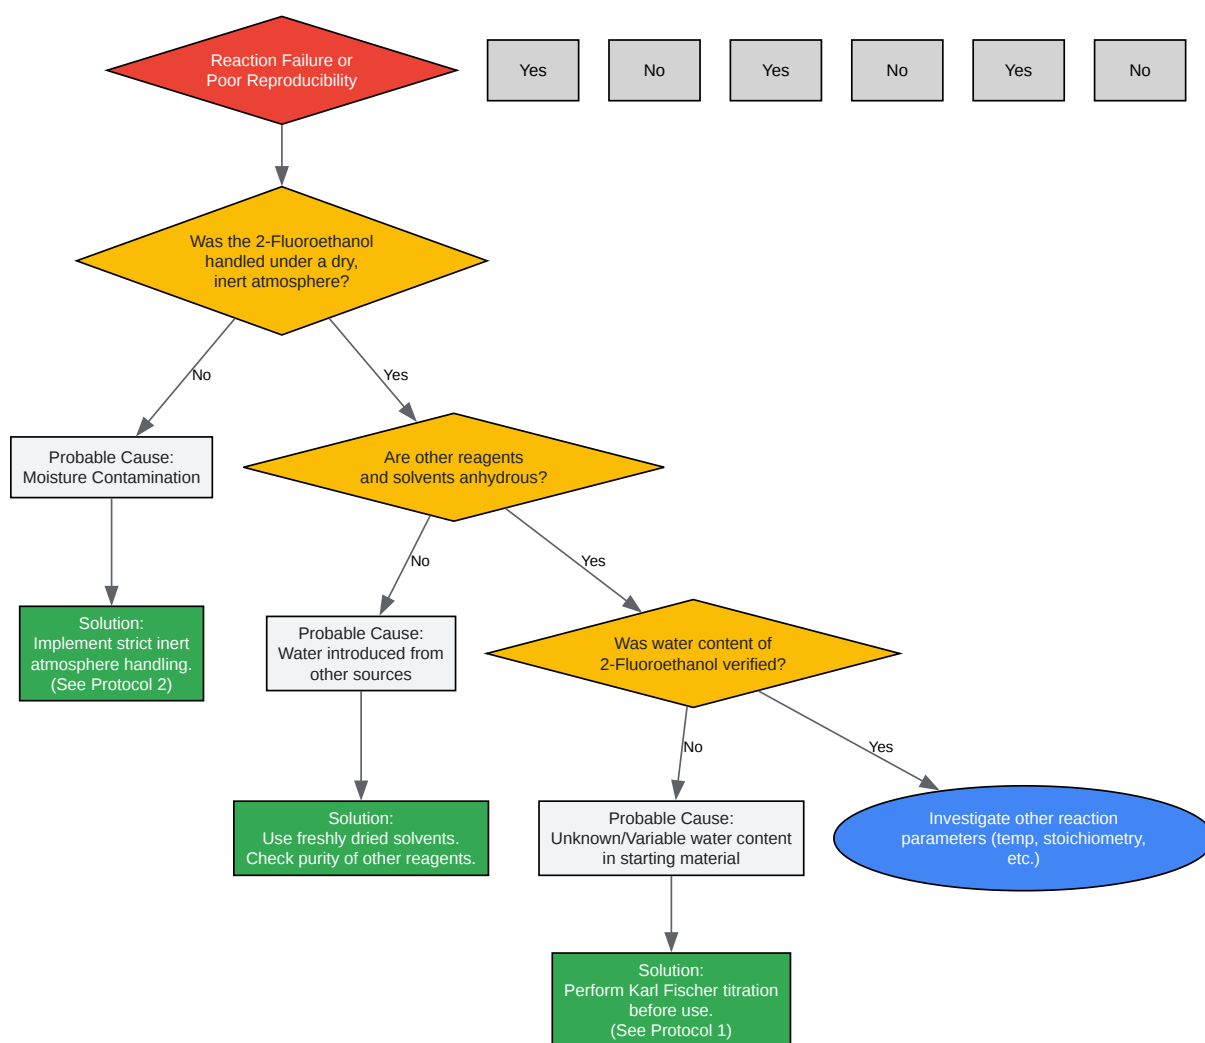 Reaction Failure or
Poor Reproducibility
Yes
No
Yes
No
Yes
No
Was the 2-Fluoroethanol
handled under a dry,
inert atmosphere?
No
Yes
Probable Cause:
Moisture Contamination
Are other reagents
and solvents anhydrous?
No
Yes
Solution:
Implement strict inert
atmosphere handling.
(See Protocol 2)
Probable Cause:
Water introduced from
other sources
Was water content of
2-Fluoroethanol verified?
No
Yes
Solution:
Use freshly dried solvents.
Check purity of other reagents.
Probable Cause:
Unknown/Variable water content
in starting material
Investigate other reaction
parameters (temp, stoichiometry,
etc.)
Solution:
Perform Karl Fischer titration
before use.
(See Protocol 1)